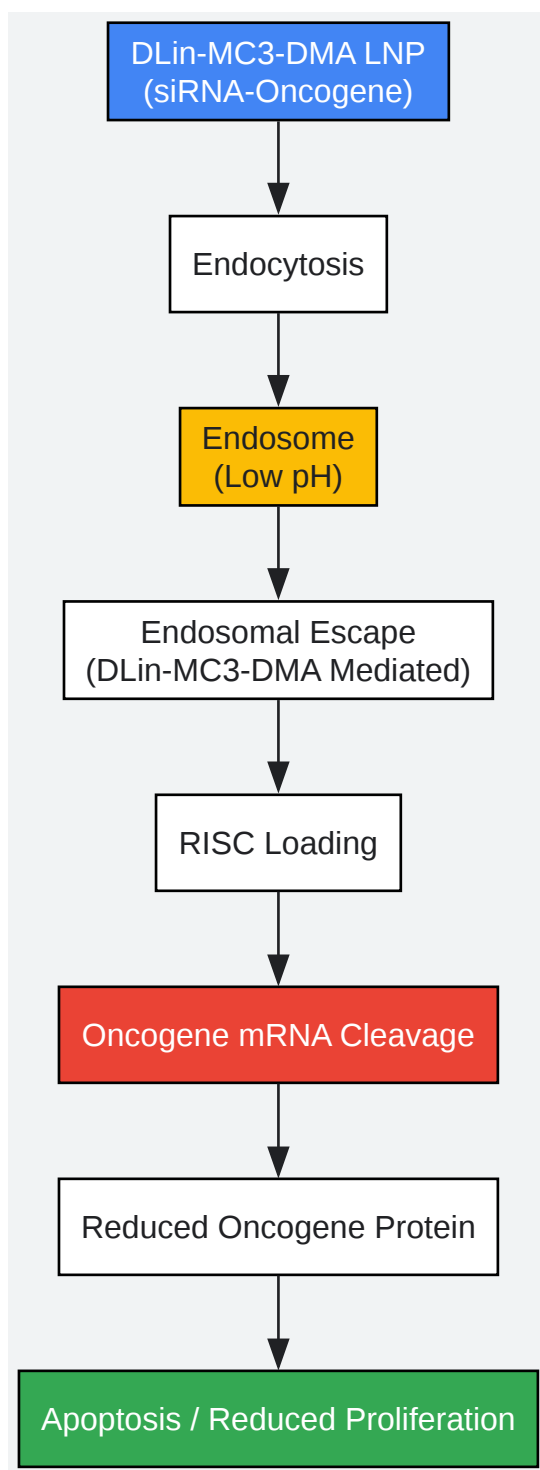 DLin-MC3-DMA LNP
(siRNA-Oncogene)
Endocytosis
Endosome
(Low pH)
Endosomal Escape
(DLin-MC3-DMA Mediated)
RISC Loading
Oncogene mRNA Cleavage
Reduced Oncogene Protein
Apoptosis / Reduced Proliferation